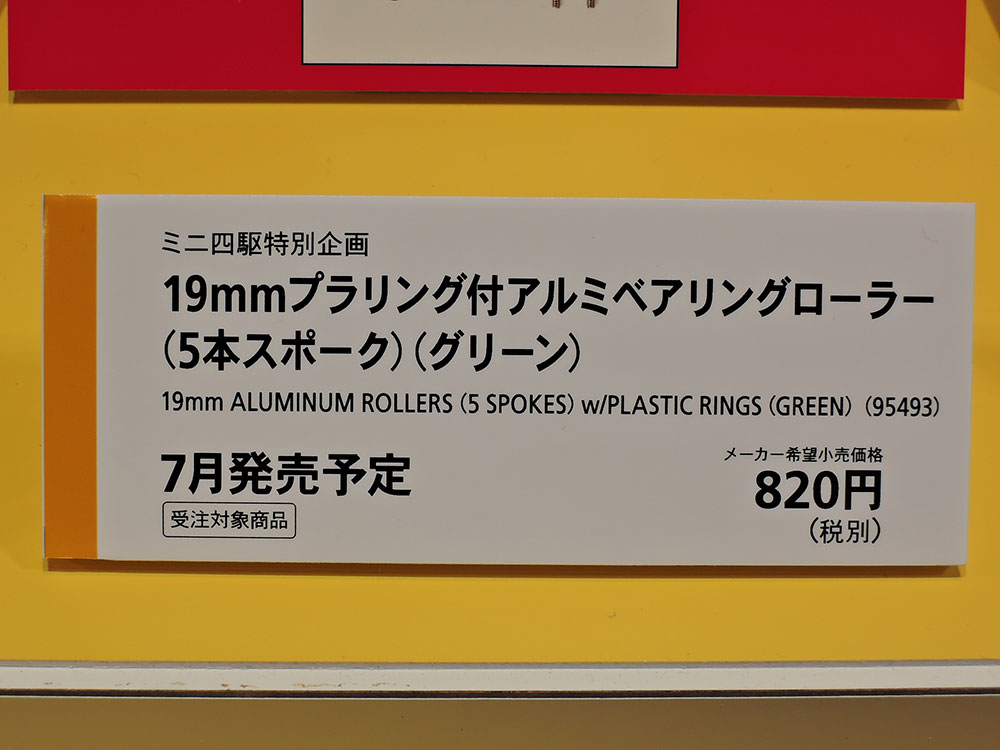 ミニ四駆特別企画
19mmプラリング付アルミベアリングローラー
(5本スポーク)(グリーン)
19mm ALUMINUM ROLLERS (5 SPOKES) w/PLASTIC RINGS (GREEN) (95493)
7月発売予定
受注対象商品
メーカー希望小売価格
820円
(税別)